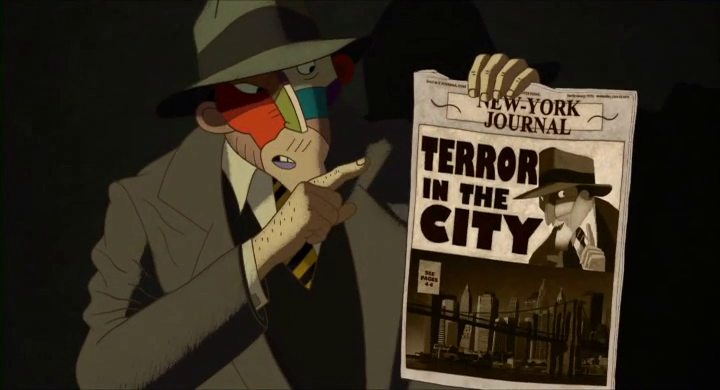 NEW-YORK
JOURNAL
TERROR
IN THE
CITY
SEE
PAGES
4-6